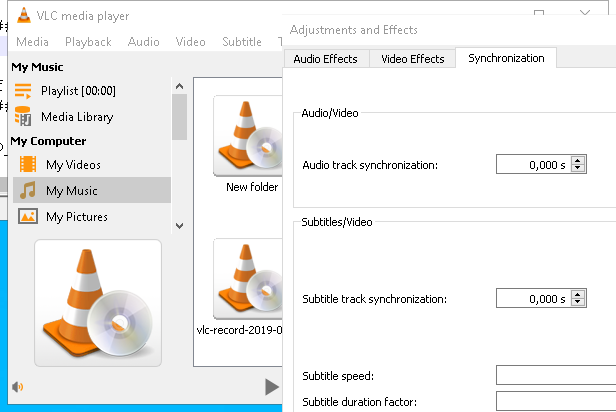 VLC media player
Media Playback Audio Video Subtitle
My Music
Playlist [00:00]
Media Library
My Computer
My Videos
My Music
My Pictures
New folder
vlc-record-2019-0
Adjustments and Effects
Audio Effects Video Effects Synchronization
Audio/Video
Audio track synchronization: 0,000 s
Subtitles/Video
Subtitle track synchronization: 0,000 s
Subtitle speed:
Subtitle duration factor: